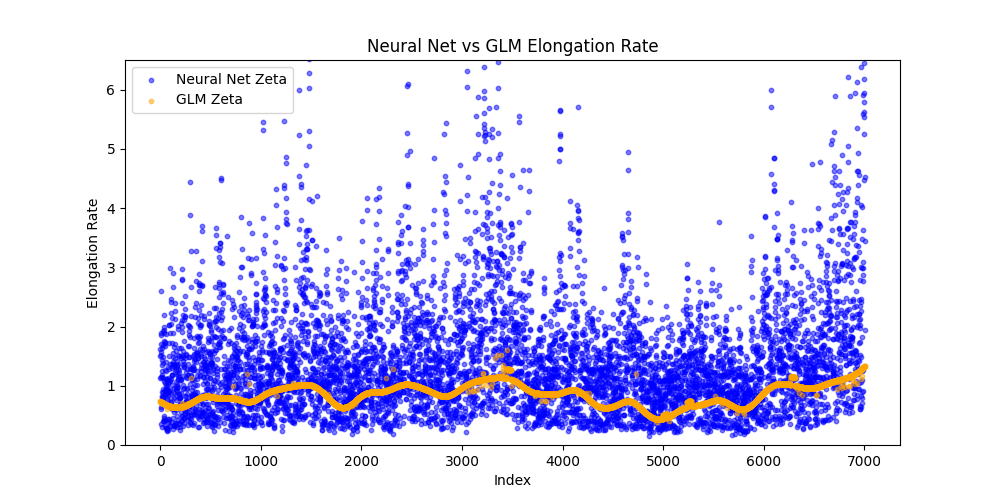 Neural Net vs GLM Elongation Rate
Neural Net Zeta
GLM Zeta
Elongation Rate
6
5
4
3
2
1
0
0 1000 2000 3000 4000 5000 6000 7000
Index